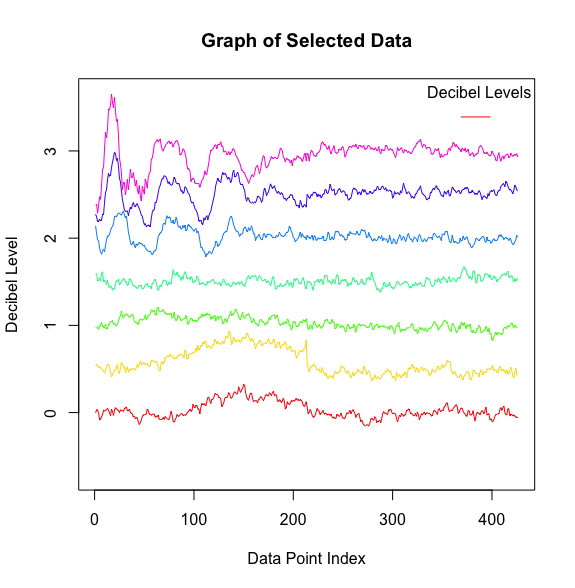 Graph of Selected Data
Decibel Levels
Decibel Level
3
2
1
0
0 100 200 300 400
Data Point Index